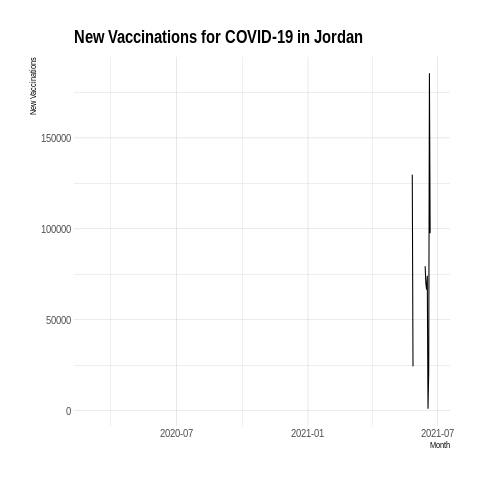 New Vaccinations for COVID-19 in Jordan
New Vaccinations
150000
100000
50000
0
2020-07
2021-01
2021-07
Month